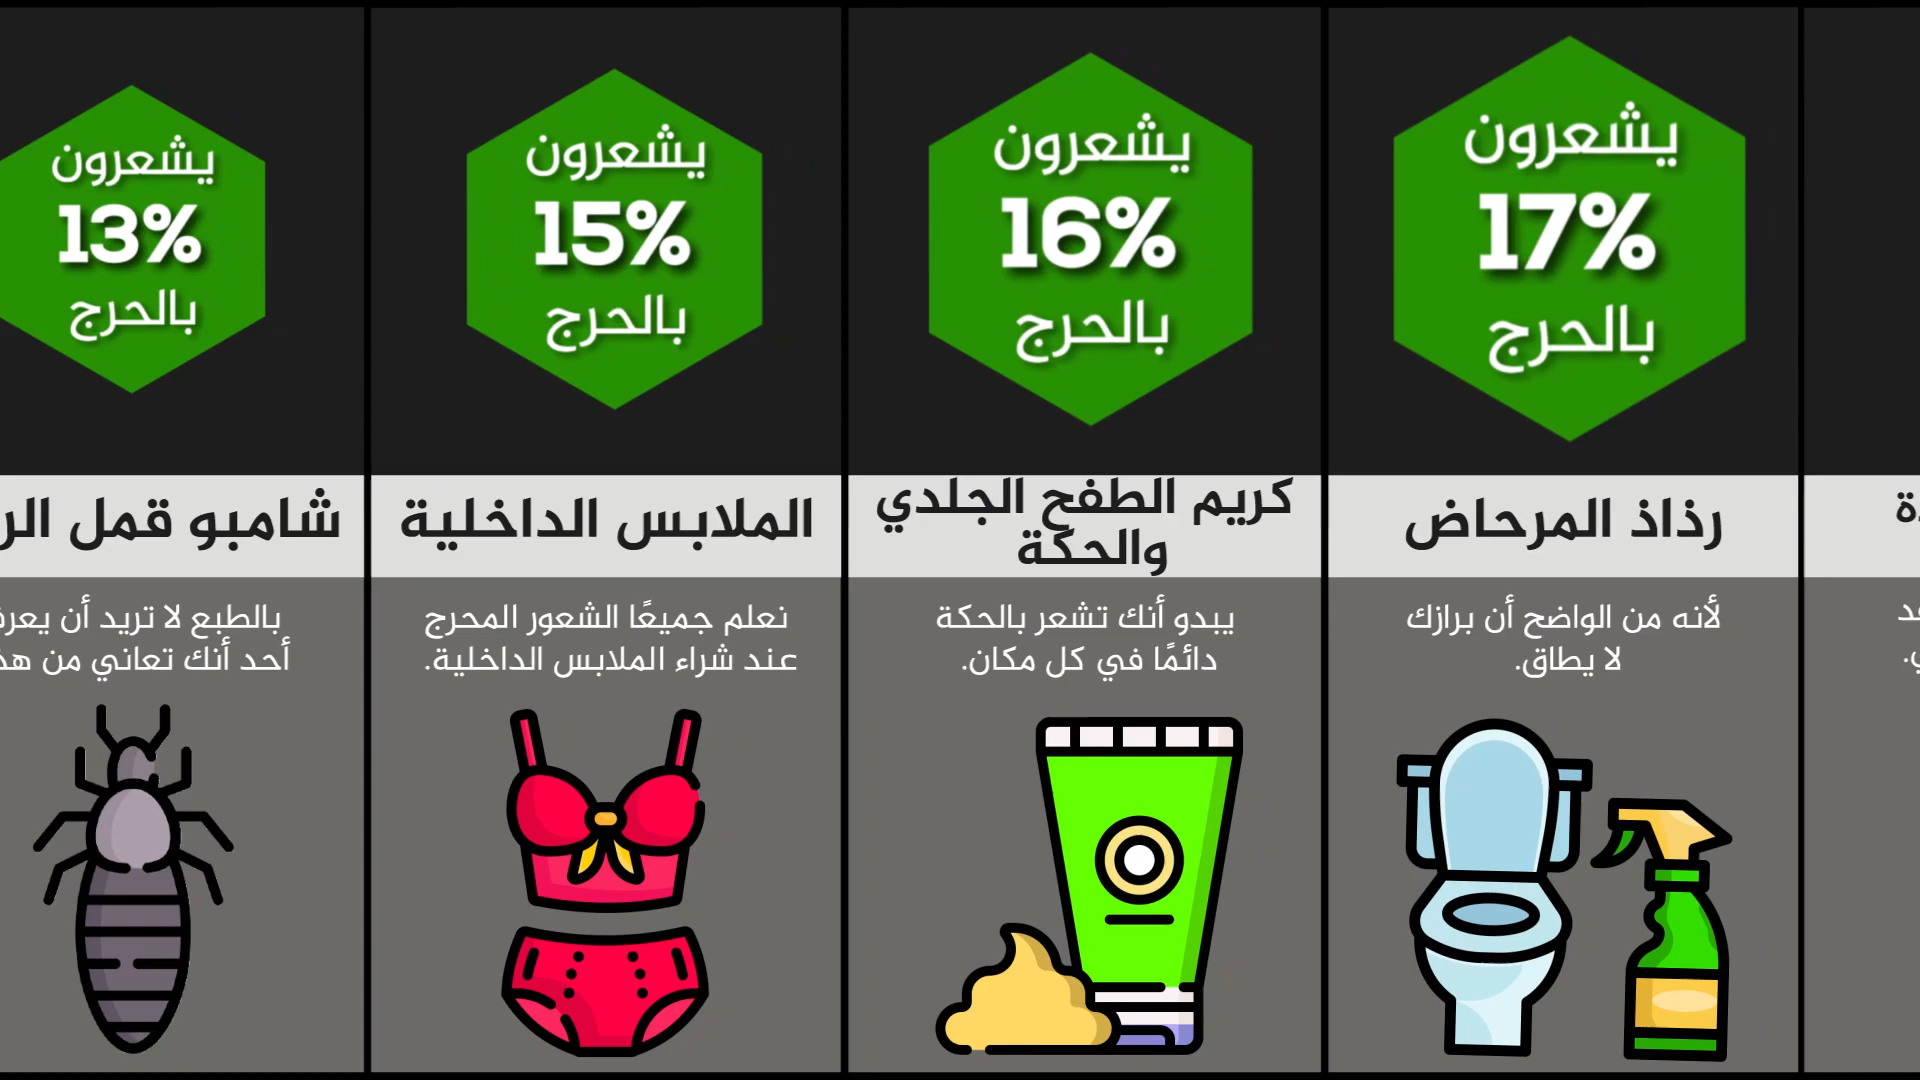 يشعرون
13%
بالحرج
شامبو قمل
بالطبع لا تريد أن
أحد أنك تعاني من
يشعرون
15%
بالحرج
الملابس الداخلية
نعلم جميعًا الشعور المحرج
عند شراء الملابس الداخلية.
يشعرون
16%
بالحرج
كريم الطفح الجلدي
والحكة
يبدو أنك تشعر بالحكة
دائمًا في كل مكان.
يشعرون
17%
بالحرج
رذاذ المرحاض
لأنه من الواضح أن برازك
لا يطاق.